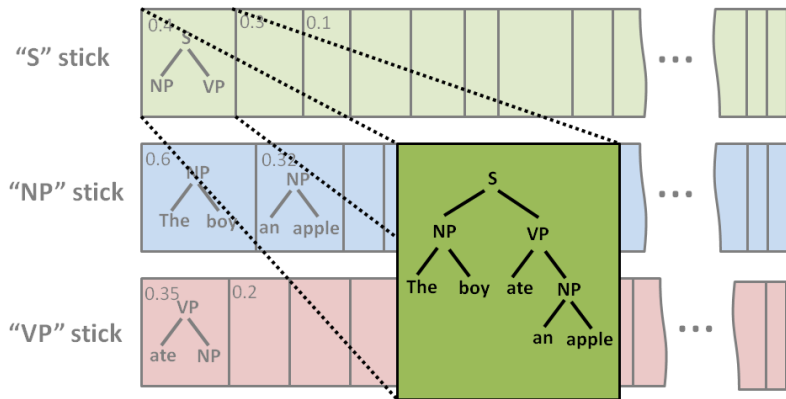 0.4 0.3 0.1
S
“S” stick
NP VP
0.6 0.32
NP NP
“NP” stick
The boy an apple
S
NP VP
The boy ate NP
an apple
0.35 0.2
VP
“VP” stick
ate NP